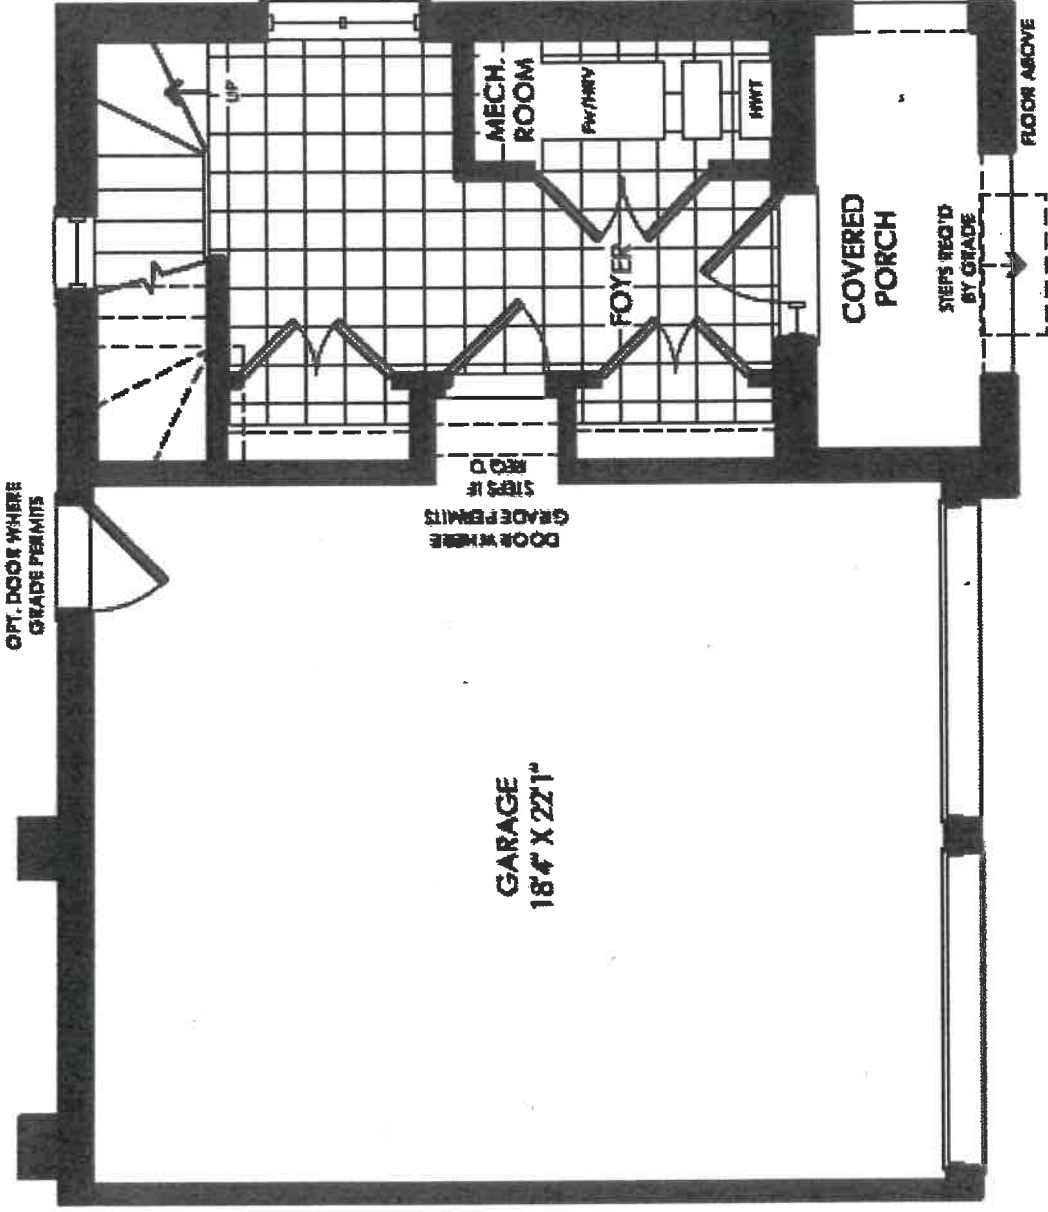 OPT. DOOR WHERE
GRADE PERMITS
UP
MECH.
ROOM
FW/HRV
HWT
FOYER
COVERED
PORCH
STEPS REQ'D
BY GRADE
FLOOR ABOVE
DOOR WHERE
GRADE PERMITS
STEPS IF
REQ'D
GARAGE
18'4" X 22'1"